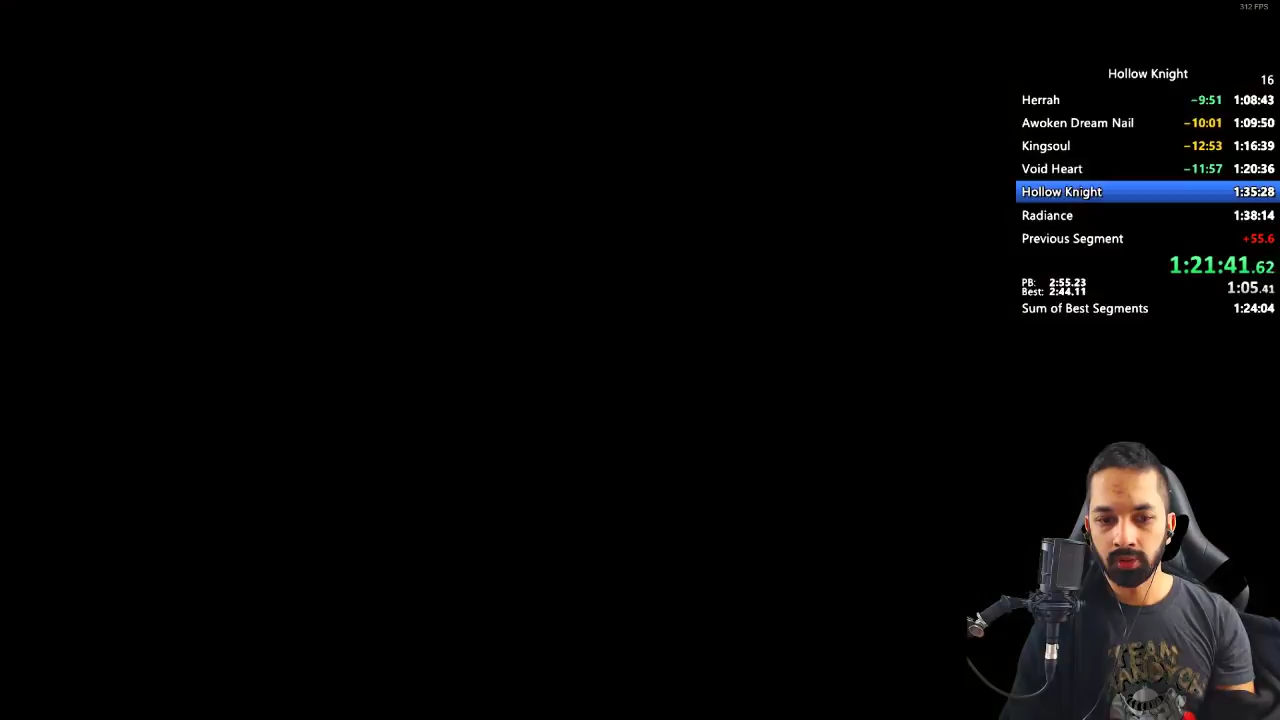 312 FPS
Hollow Knight
16
Herrah -9:51 1:08:43
Awoken Dream Nail -10:01 1:09:50
Kingsoul -12:53 1:16:39
Void Heart -11:57 1:20:36
Hollow Knight 1:35:28
Radiance 1:38:14
Previous Segment +55.6
1:21:41.62
PB: 2:55.23
Best: 2:44.11
1:05.41
Sum of Best Segments 1:24:04
TEAM